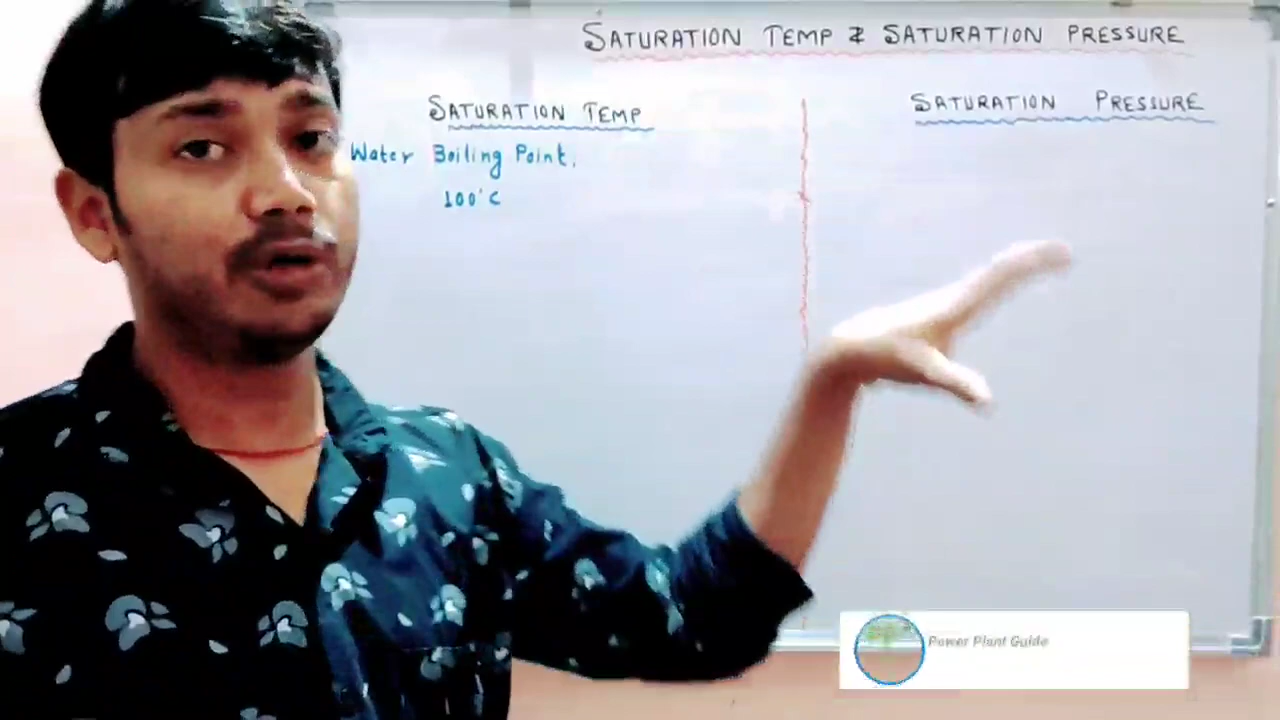 SATURATION TEMP & SATURATION PRESSURE
SATURATION TEMP
Water Boiling Point.
100°C
SATURATION PRESSURE
Power Plant Guide